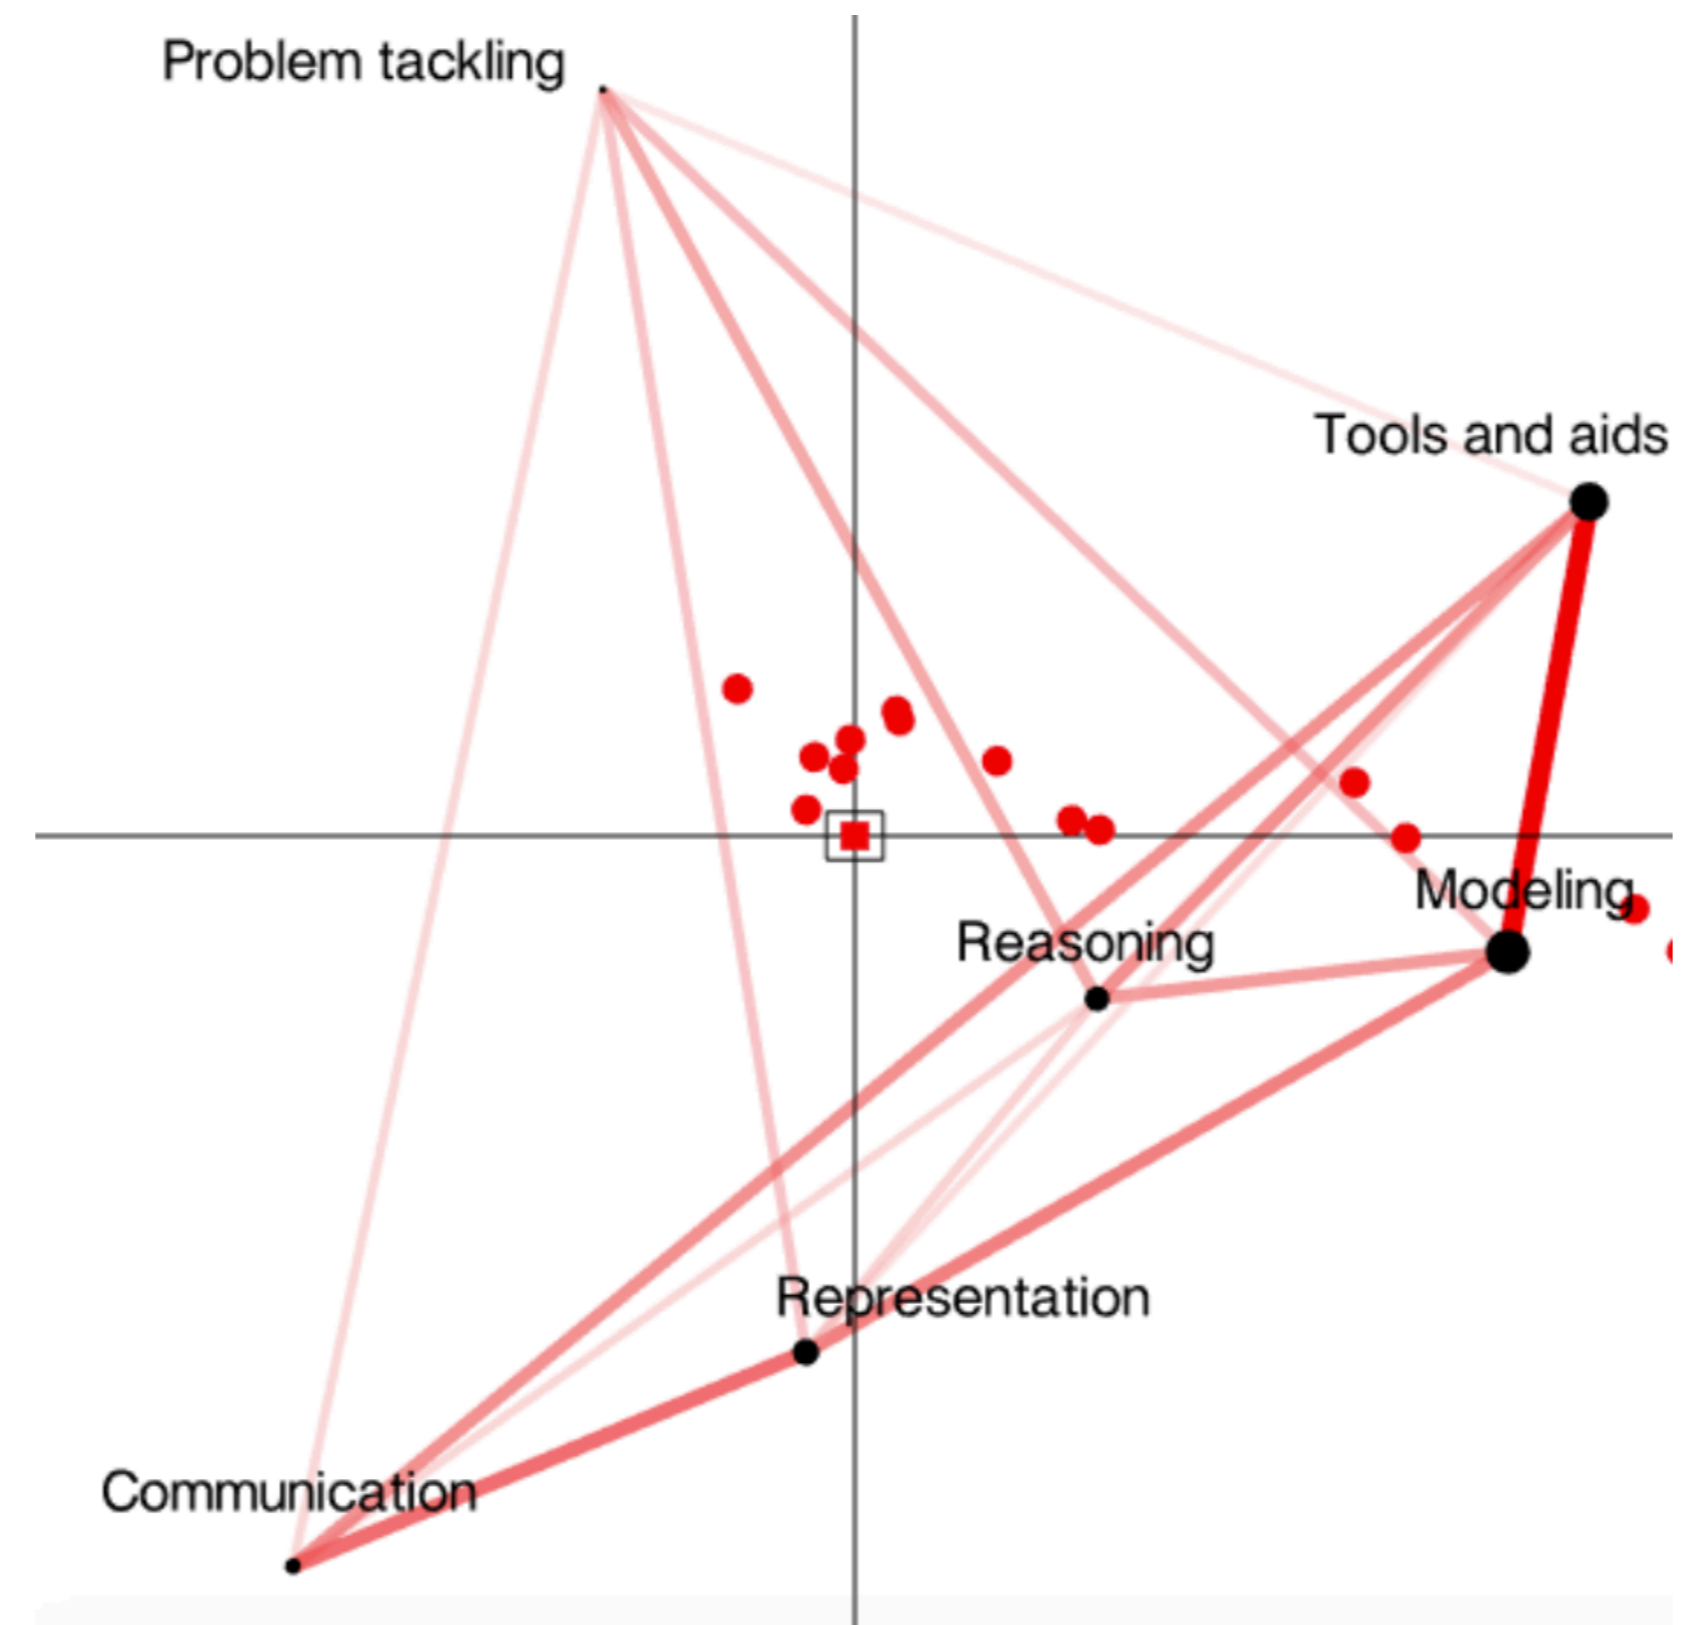 Problem tackling
Tools and aids
Modeling
Reasoning
Representation
Communication